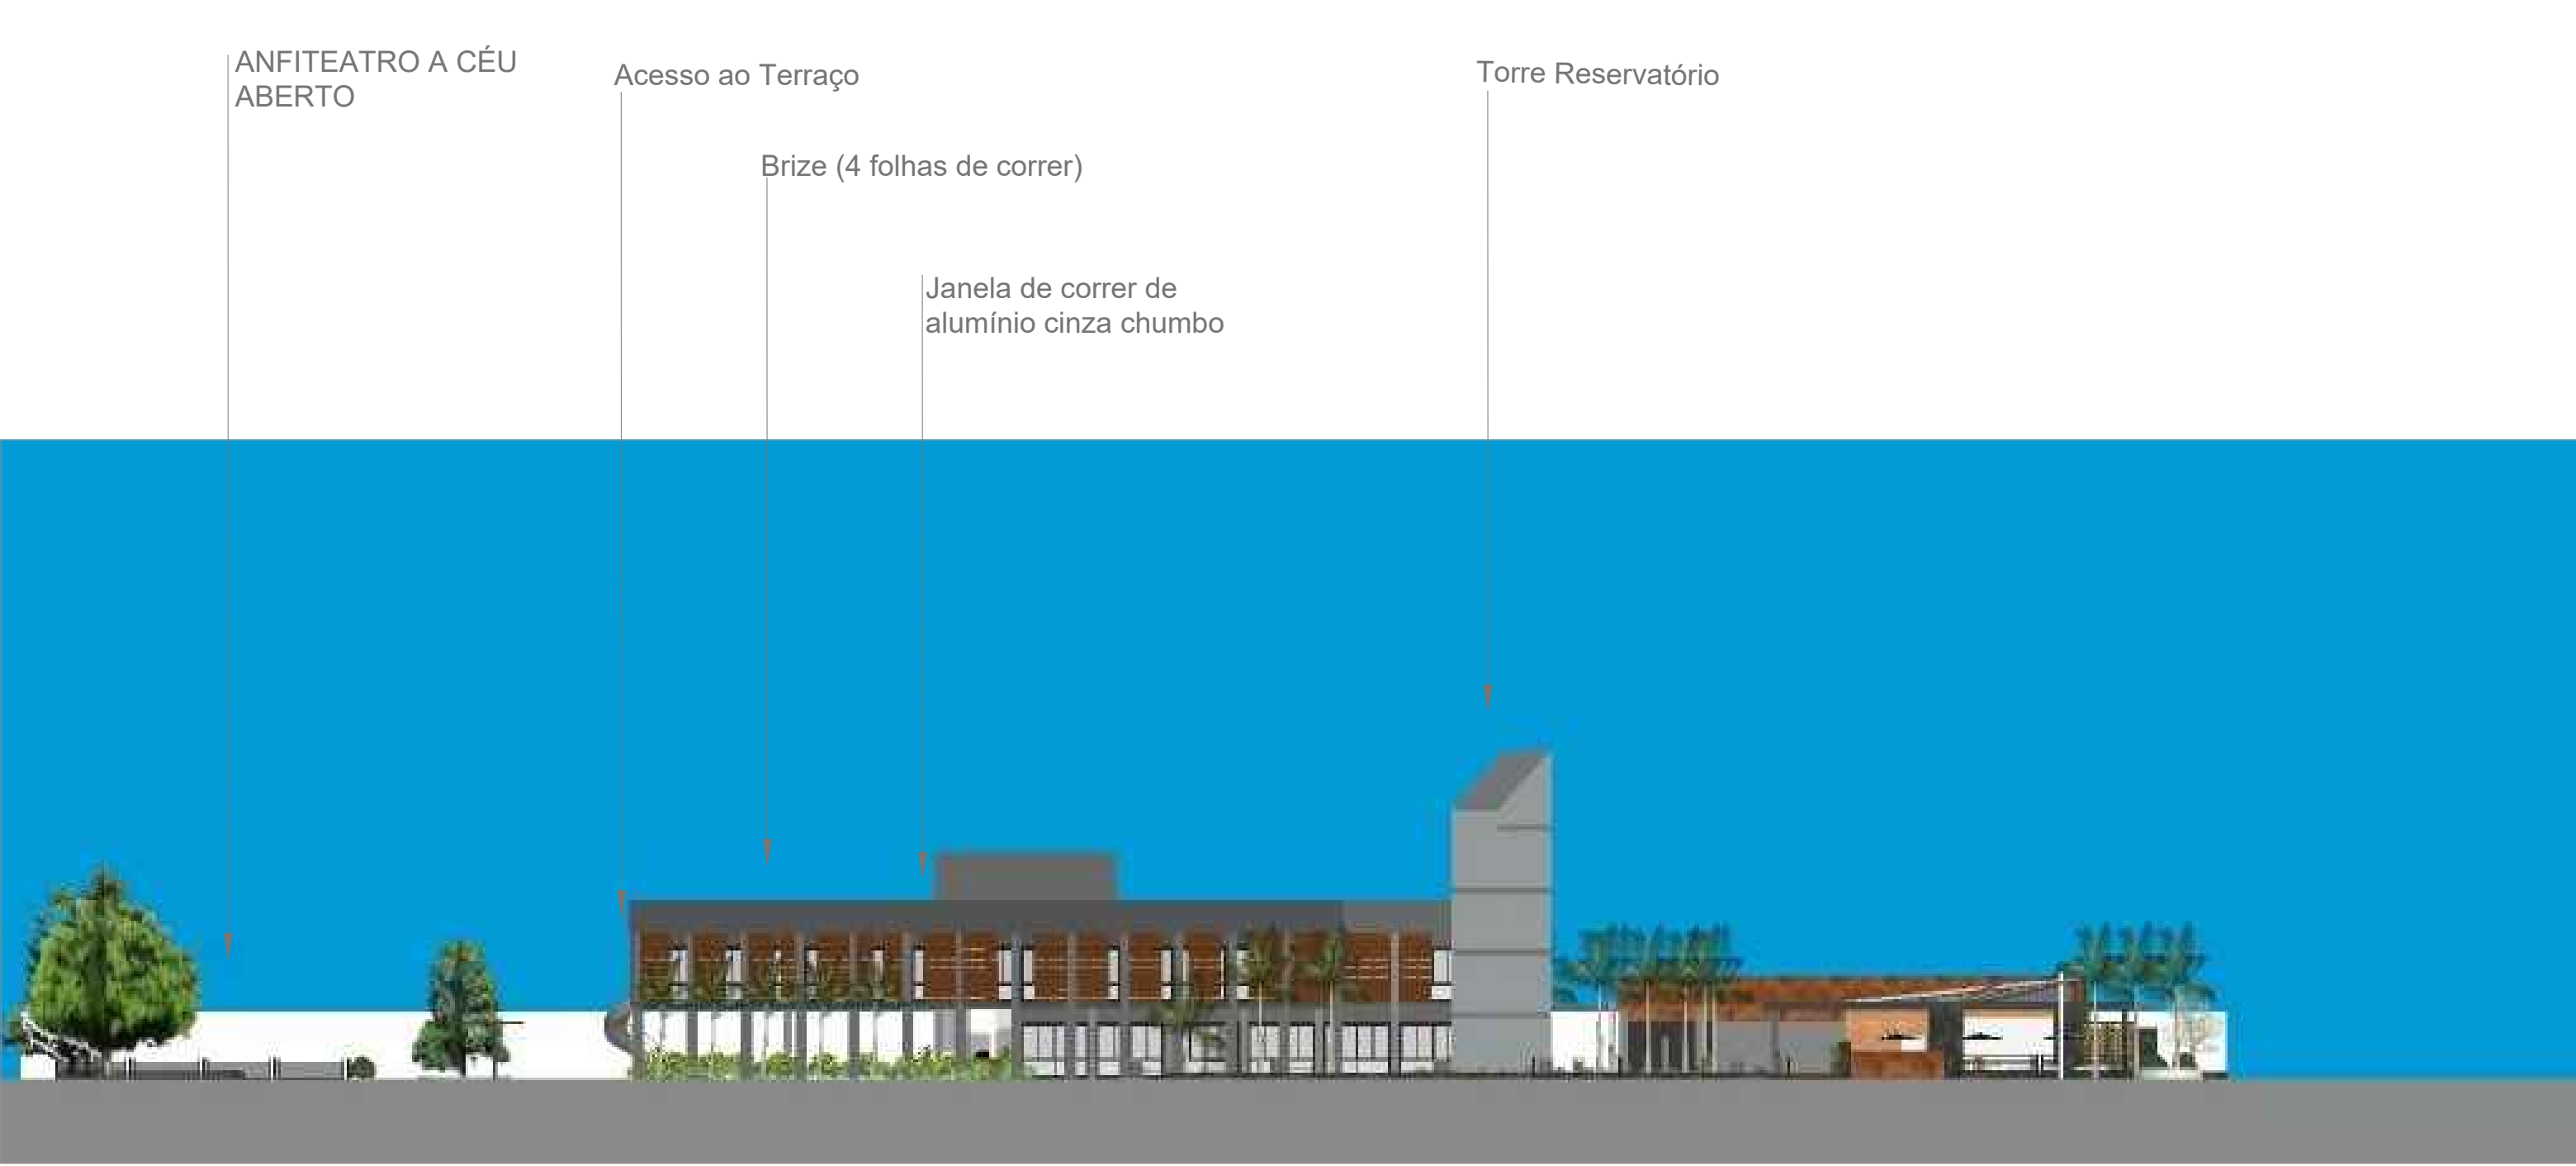 ANFITEATRO A CÉU
ABERTO
Acesso ao Terraço
Brize (4 folhas de correr)
Janela de correr de
alumínio cinza chumbo
Torre Reservatório